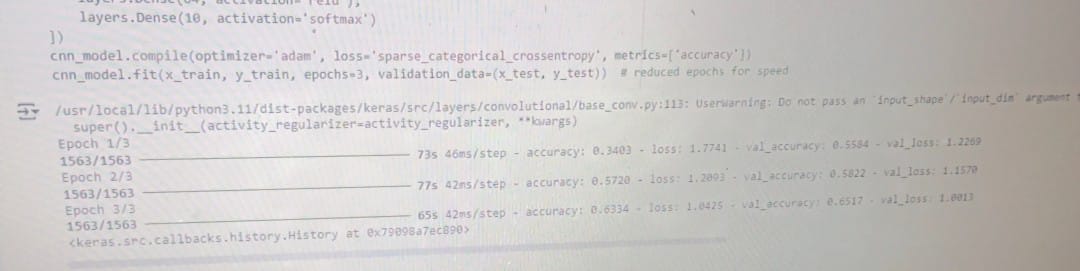 layers.Dense(10, activation='softmax')
])
cnn_model.compile(optimizer='adam', loss='sparse_categorical_crossentropy', metrics=['accuracy'])
cnn_model.fit(x_train, y_train, epochs=3, validation_data=(x_test, y_test))  # reduced epochs for speed
/usr/local/lib/python3.11/dist-packages/keras/src/layers/convolutional/base_conv.py:113: UserWarning: Do not pass an `input_shape`/`input_dim` argument
super().__init__(activity_regularizer=activity_regularizer, **kwargs)
Epoch 1/3
1563/1563 73s 46ms/step - accuracy: 0.3403 - loss: 1.7741 - val_accuracy: 0.5584 - val_loss: 1.2269
Epoch 2/3
1563/1563 77s 42ms/step - accuracy: 0.5720 - loss: 1.2093 - val_accuracy: 0.5822 - val_loss: 1.1570
Epoch 3/3
1563/1563 65s 42ms/step - accuracy: 0.6334 - loss: 1.0425 - val_accuracy: 0.6517 - val_loss: 1.0013
<keras.src.callbacks.history.History at 0x79098a7ec890>